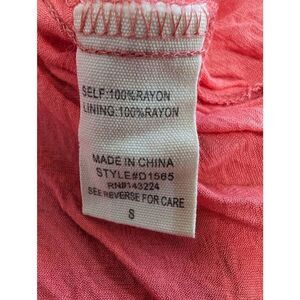 SELF:100%RAYON
LINING:100%RAYON
MADE IN CHINA
STYLE#D1565
RN#143224
SEE REVERSE FOR CARE
S